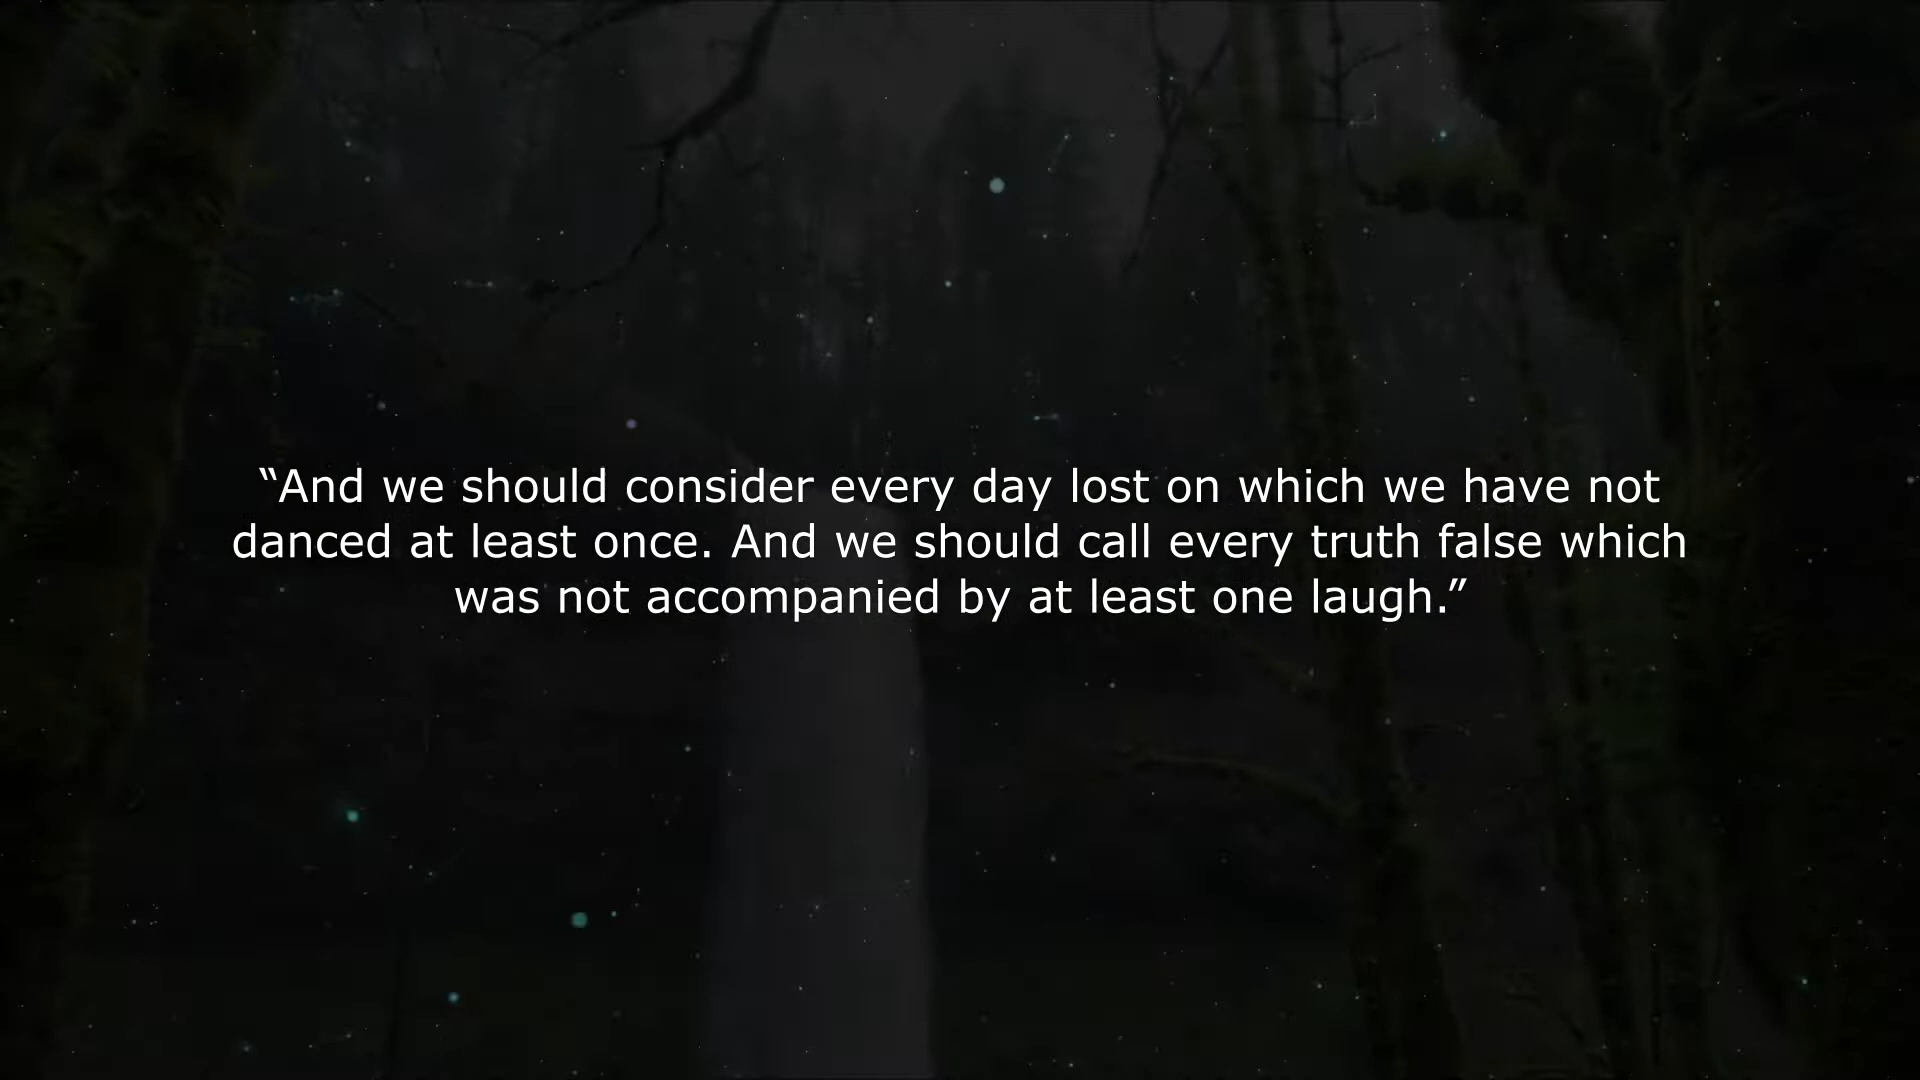 “And we should consider every day lost on which we have not
danced at least once. And we should call every truth false which
was not accompanied by at least one laugh.”